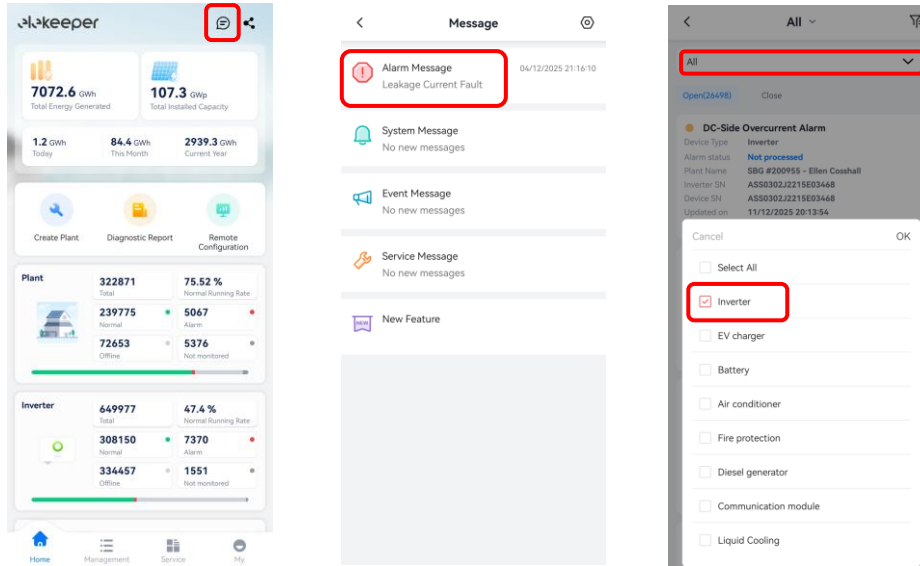 elekeeper
7072.6 GWh
Total Energy Generated
107.3 GWp
Total Installed Capacity
1.2 GWh
Today
84.4 GWh
This Month
2939.3 GWh
Current Year
Create Plant
Diagnostic Report
Remote
Configuration
Plant
322871
Total
75.52 %
Normal Running Rate
239775
Normal
5067
Alarm
72653
Offline
5376
Not monitored
Inverter
649977
Total
47.4 %
Normal Running Rate
308150
Normal
7370
Alarm
334457
Offline
1551
Not monitored
Home
Management
Service
My
Message
Alarm Message
04/12/2025 21:16:10
Leakage Current Fault
System Message
No new messages
Event Message
No new messages
Service Message
No new messages
NEW
New Feature
All
All
Open(26498)
Close
DC-Side Overcurrent Alarm
Device Type Inverter
Alarm status Not processed
Plant Name SBG #200955 - Ellen Cosshall
Inverter SN ASS0302J2215E03468
Device SN ASS0302J2215E03468
Updated on 11/12/2025 20:13:54
Cancel
OK
Select All
Inverter
EV charger
Battery
Air conditioner
Fire protection
Diesel generator
Communication module
Liquid Cooling